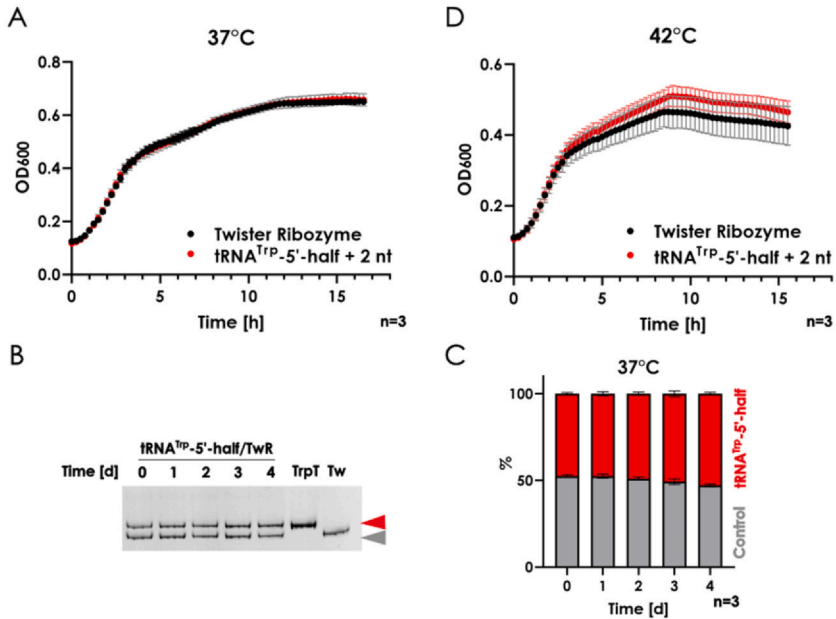 A
37°C
0.8
0.6
0.4
0.2
0.0
OD600
Twister Ribozyme
tRNATrp-5'-half + 2 nt
0 5 10 15
Time [h]
n=3
D
42°C
0.6
0.4
0.2
0.0
OD600
Twister Ribozyme
tRNATrp-5'-half + 2 nt
0 5 10 15
Time [h]
n=3
B
tRNATrp-5'-half/TwR
Time [d] 0 1 2 3 4 TrpT Tw
C
37°C
100
50
0
%
tRNATrp-5'-half
Control
0 1 2 3 4
Time [d]
n=3